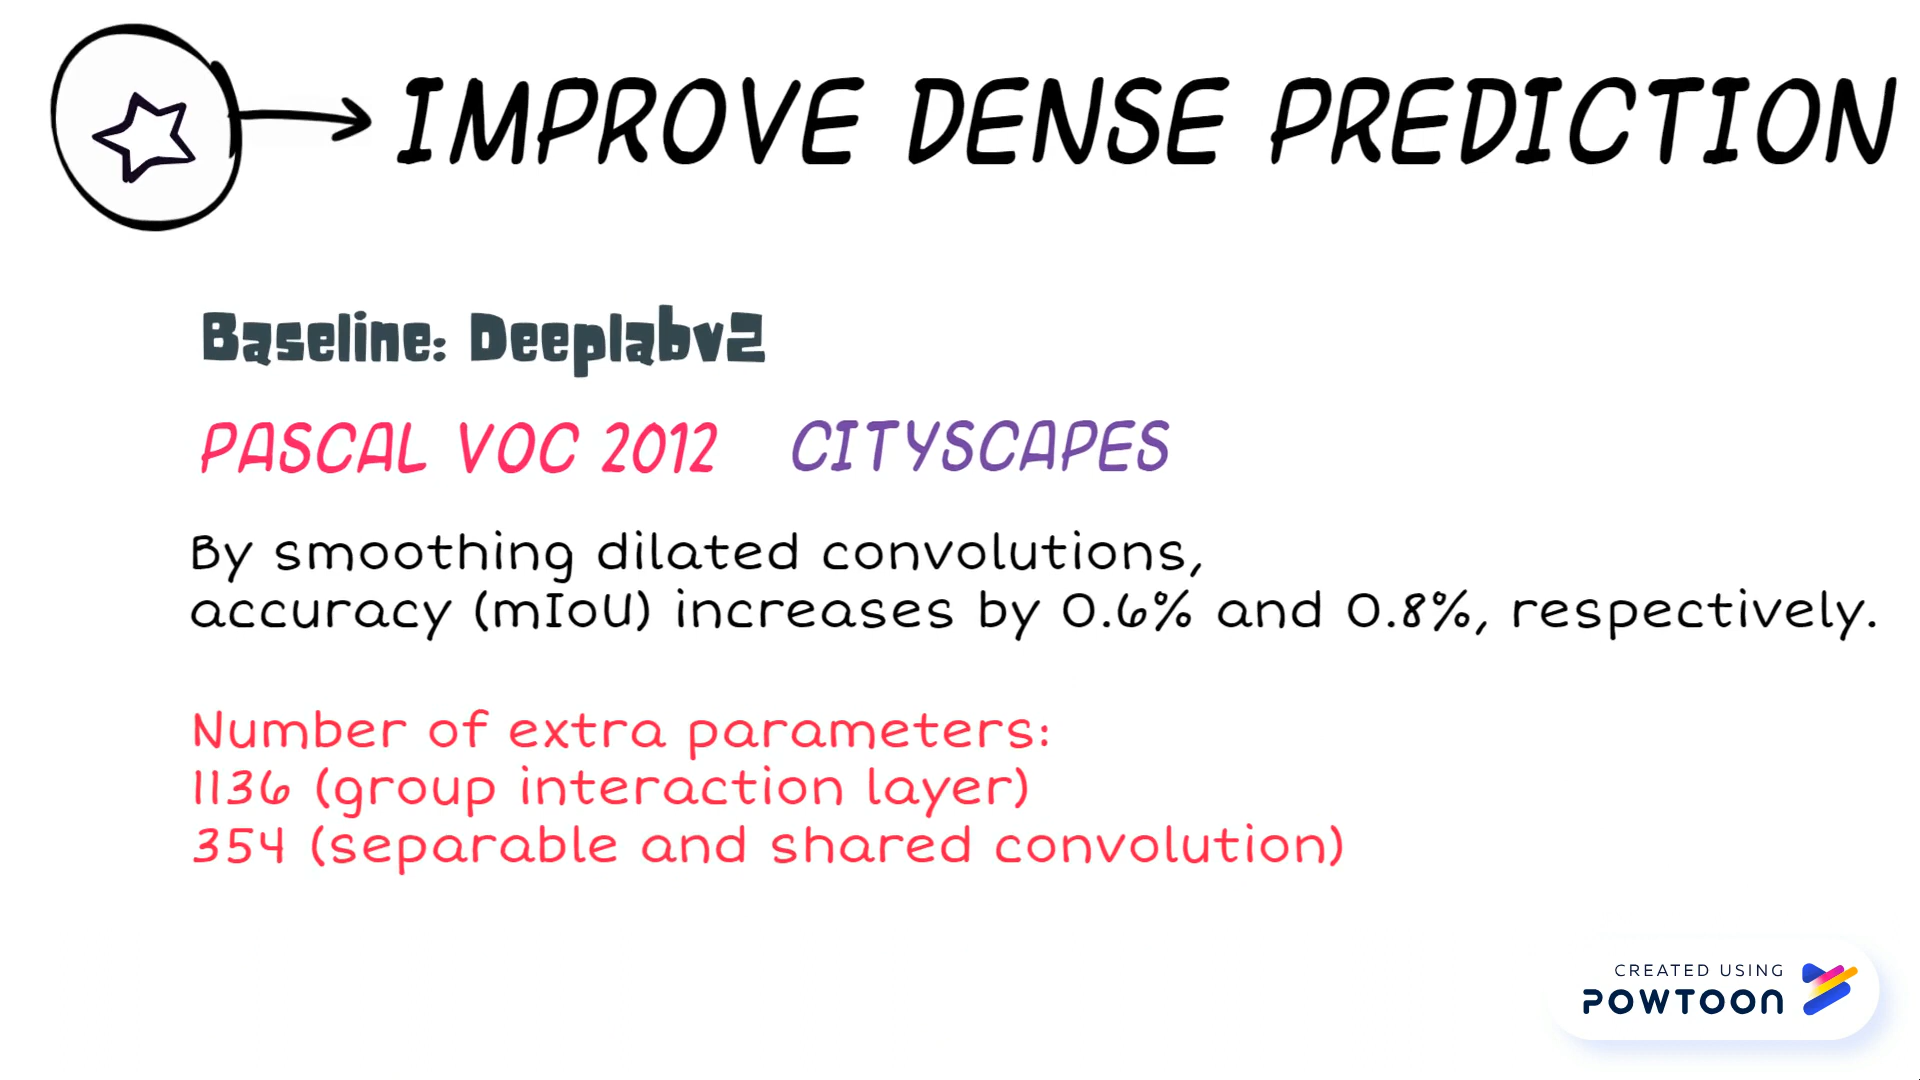 IMPROVE DENSE PREDICTION
Baseline: Deeplabv2
PASCAL VOC 2012 CITYSCAPES
By smoothing dilated convolutions,
accuracy (mIoU) increases by 0.6% and 0.8%, respectively.
Number of extra parameters:
1136 (group interaction layer)
354 (separable and shared convolution)
CREATED USING
POWTOON